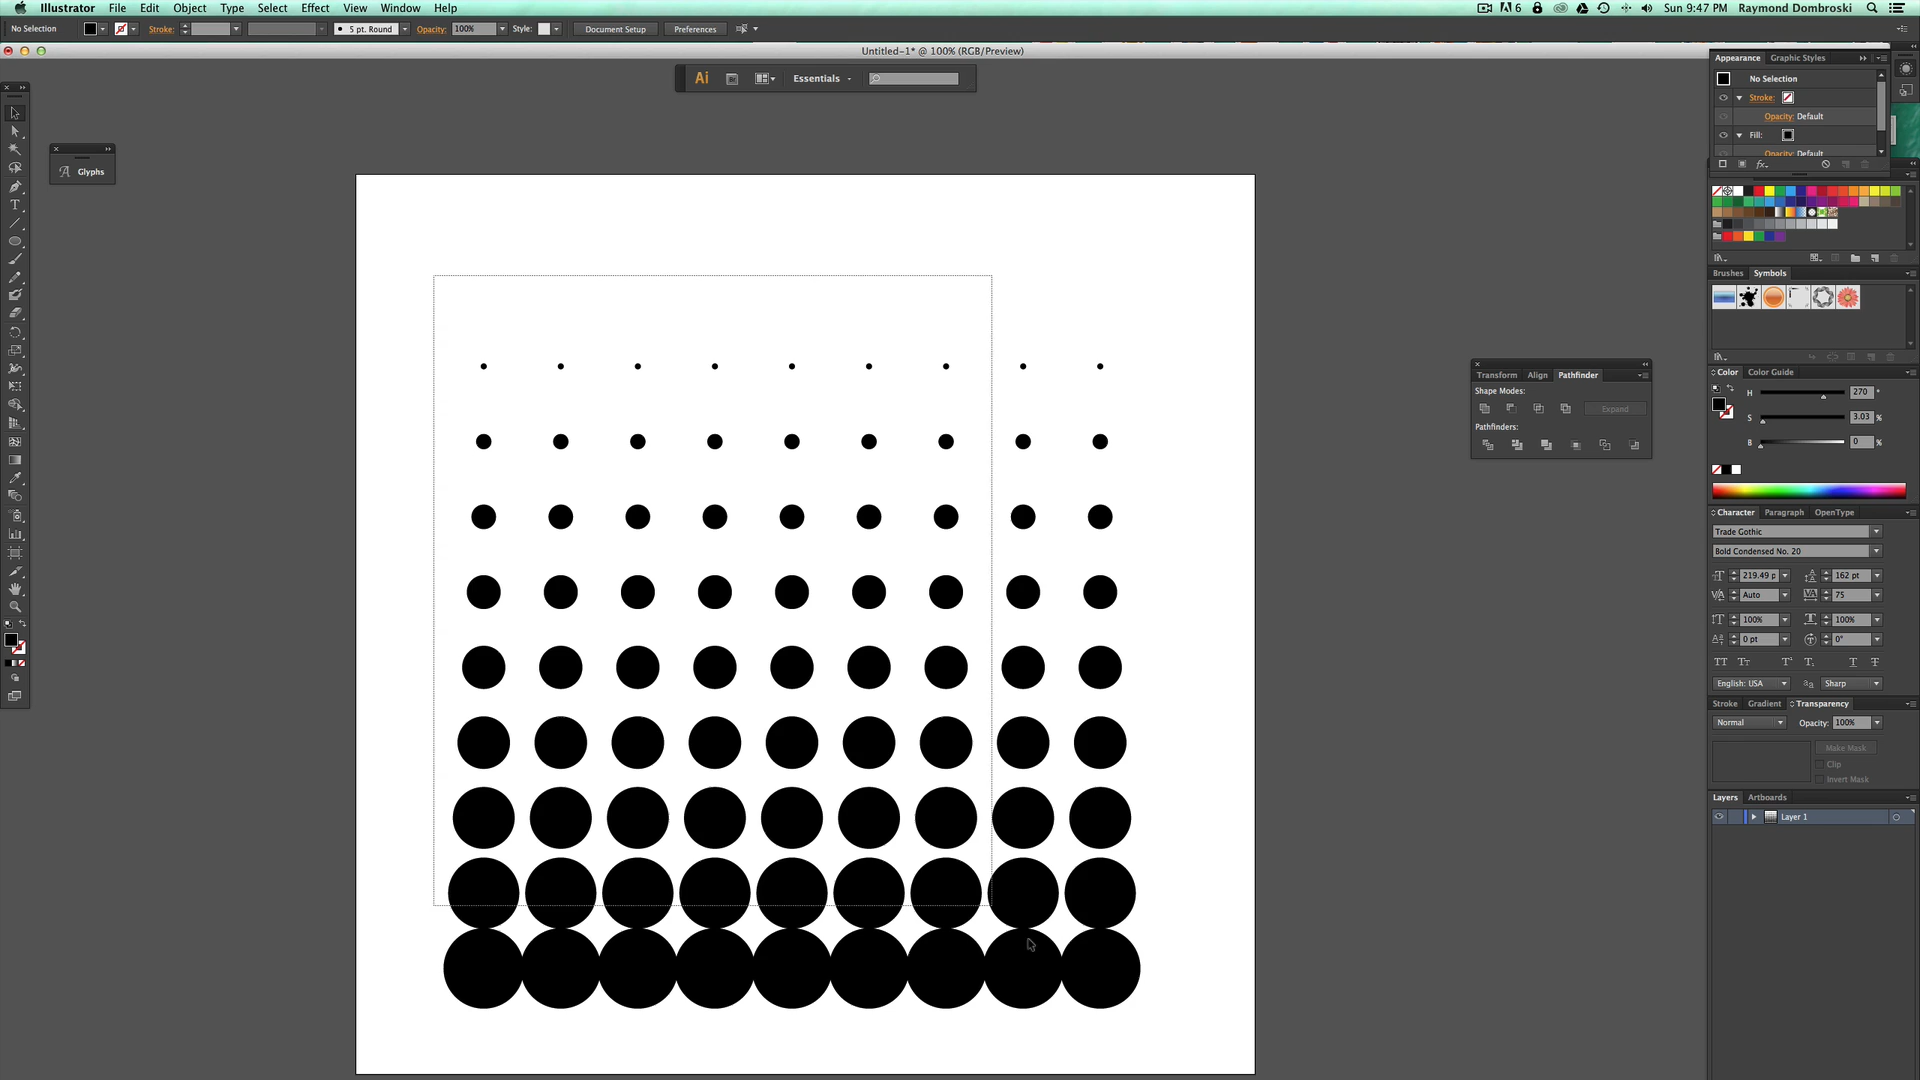 Illustrator File Edit Object Type Select Effect View Window Help
6 Sun 9:47 PM Raymond Dombroski
No Selection Stroke: 5 pt. Round Opacity: 100% Style: Document Setup Preferences
Untitled-1* @ 100% (RGB/Preview)
Ai Essentials
Glyphs
Appearance Graphic Styles
No Selection
Stroke:
Opacity: Default
Fill:
Opacity: Default
fx
Brushes Symbols
Transform Align Pathfinder
Shape Modes:
Expand
Pathfinders:
Color Color Guide
H 270 °
S 3.03 %
B 0 %
Character Paragraph OpenType
Trade Gothic
Bold Condensed No. 20
219.49 p 162 pt
Auto 75
100% 100%
0 pt 0°
English: USA Sharp
Stroke Gradient Transparency
Normal Opacity: 100%
Make Mask
Clip
Invert Mask
Layers Artboards
Layer 1